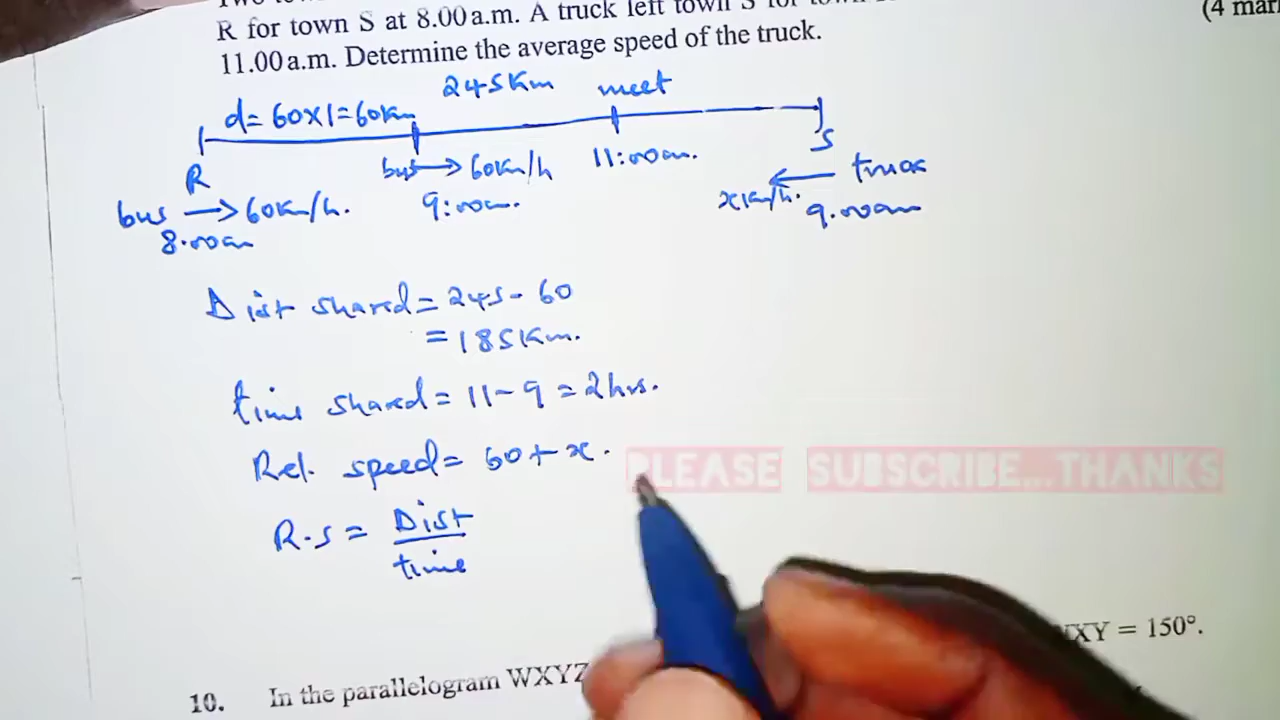 R for town S at 8.00 a.m. A truck left town S for
11.00 a.m. Determine the average speed of the truck.
(4 mar
245Km meet
d= 60×1=60km
R bus → 60km/h 11:00am. S
bus → 60km/h. 9:00am. ← truck
8.00am x km/h. 9.00am
Dist shared = 245 - 60
= 185Km.
time shared = 11 - 9 = 2hrs.
Rel. speed = 60 + x.
PLEASE SUBSCRIBE...THANKS
R.S = Dist
time
XY = 150°.
10. In the parallelogram WXYZ